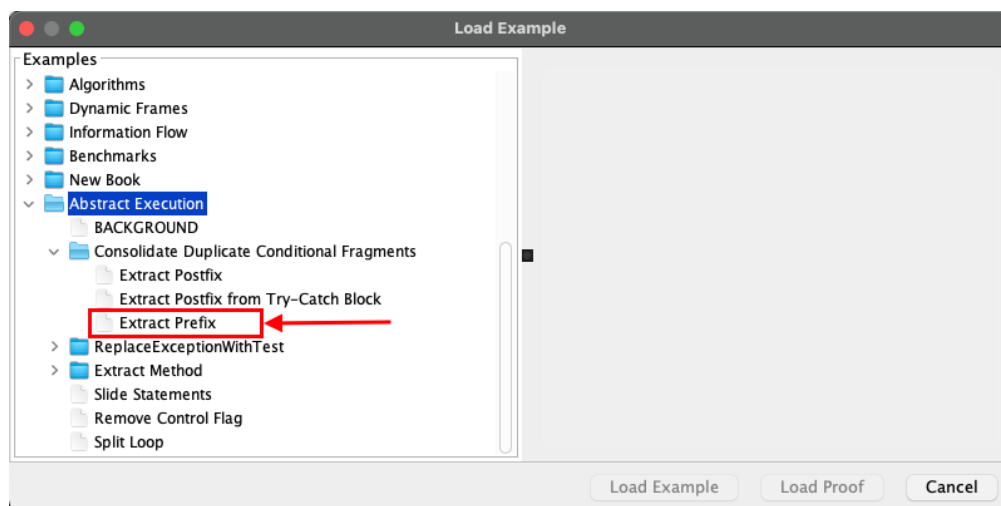 Load Example
Examples
Algorithms
Dynamic Frames
Information Flow
Benchmarks
New Book
Abstract Execution
BACKGROUND
Consolidate Duplicate Conditional Fragments
Extract Postfix
Extract Postfix from Try-Catch Block
Extract Prefix
ReplaceExceptionWithTest
Extract Method
Slide Statements
Remove Control Flag
Split Loop
Load Example Load Proof Cancel